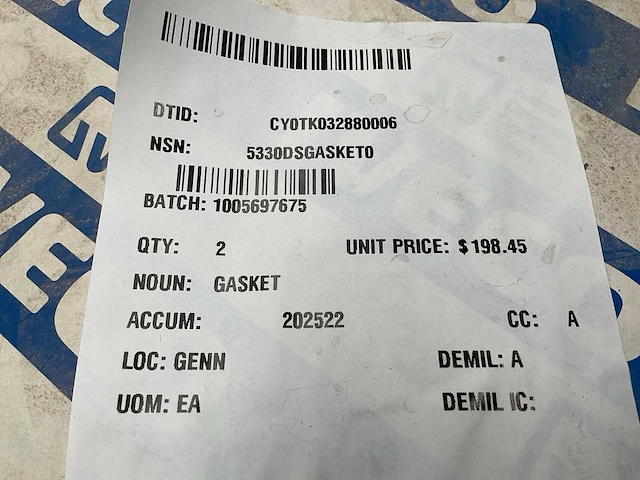 DTID: CY0TK032880006
NSN: 5330DSGASKET0
BATCH: 1005697675
QTY: 2 UNIT PRICE: $198.45
NOUN: GASKET
ACCUM: 202522 CC: A
LOC: GENN DEMIL: A
UOM: EA DEMIL IC: